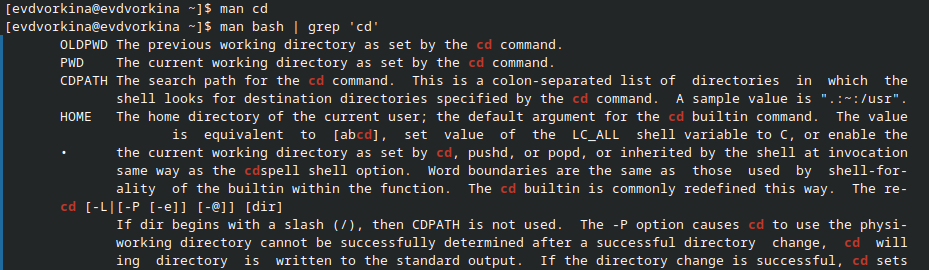 [evdvorkina@evdvorkina ~]$ man cd
[evdvorkina@evdvorkina ~]$ man bash | grep 'cd'
OLDPWD The previous working directory as set by the cd command.
PWD The current working directory as set by the cd command.
CDPATH The search path for the cd command. This is a colon-separated list of directories in which the
shell looks for destination directories specified by the cd command. A sample value is ".:~:/usr".
HOME The home directory of the current user; the default argument for the cd builtin command. The value
is equivalent to [abcd], set value of the LC_ALL shell variable to C, or enable the
• the current working directory as set by cd, pushd, or popd, or inherited by the shell at invocation
same way as the cdspell shell option. Word boundaries are the same as those used by shell-for-
ality of the builtin within the function. The cd builtin is commonly redefined this way. The re-
cd [-L|[-P [-e]] [-@]] [dir]
If dir begins with a slash (/), then CDPATH is not used. The -P option causes cd to use the physi-
working directory cannot be successfully determined after a successful directory change, cd will
ing directory is written to the standard output. If the directory change is successful, cd sets